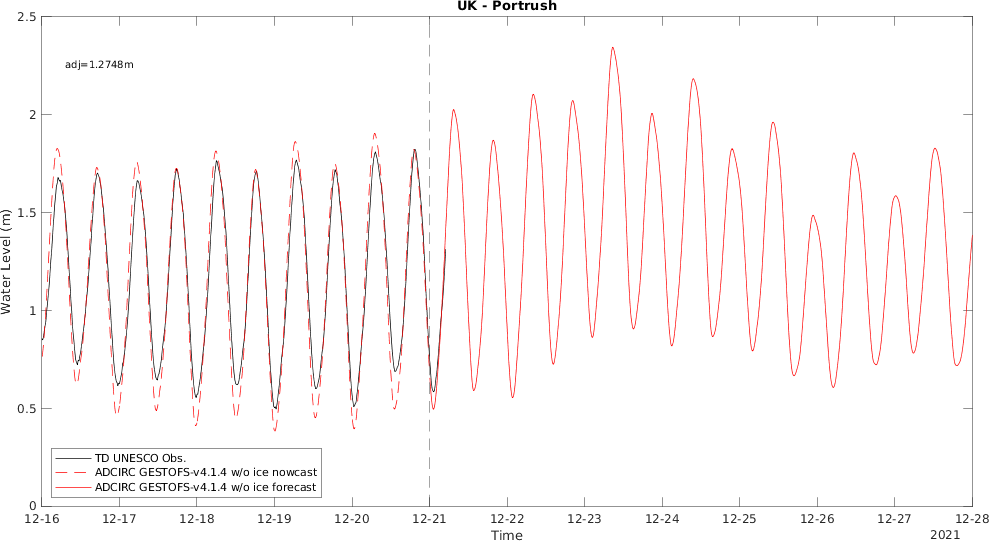 UK - Portrush
2.5
adj=1.2748m
2
1.5
Water Level (m)
1
0.5
TD UNESCO Obs.
ADCIRC GESTOFS-v4.1.4 w/o ice nowcast
ADCIRC GESTOFS-v4.1.4 w/o ice forecast
0
12-16 12-17 12-18 12-19 12-20 12-21 12-22 12-23 12-24 12-25 12-26 12-27 12-28
Time
2021